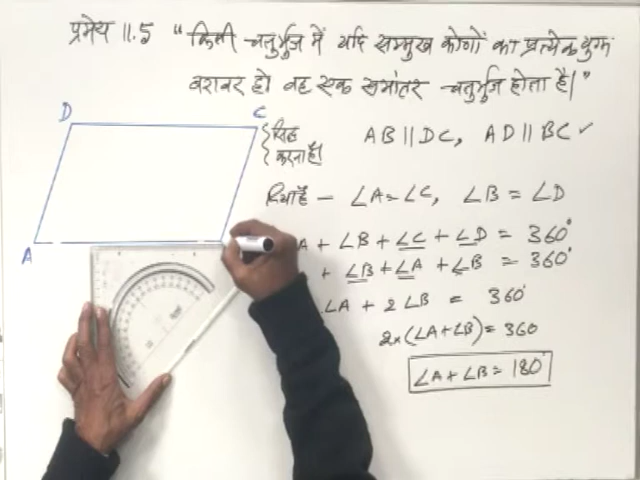 प्रमेय 11.5 "किसी चतुर्भुज में यदि सम्मुख कोणों का प्रत्येक युग्म
बराबर हो वह एक समांतर चतुर्भुज होता है।"
D C
A
सिद्ध करना है। AB || DC, AD || BC ✓
दिया है - ∠A = ∠C, ∠B = ∠D
A + ∠B + ∠C + ∠D = 360°
+ ∠B + ∠A + ∠B = 360°
∠A + 2∠B = 360°
2×(∠A+∠B) = 360
∠A + ∠B = 180°